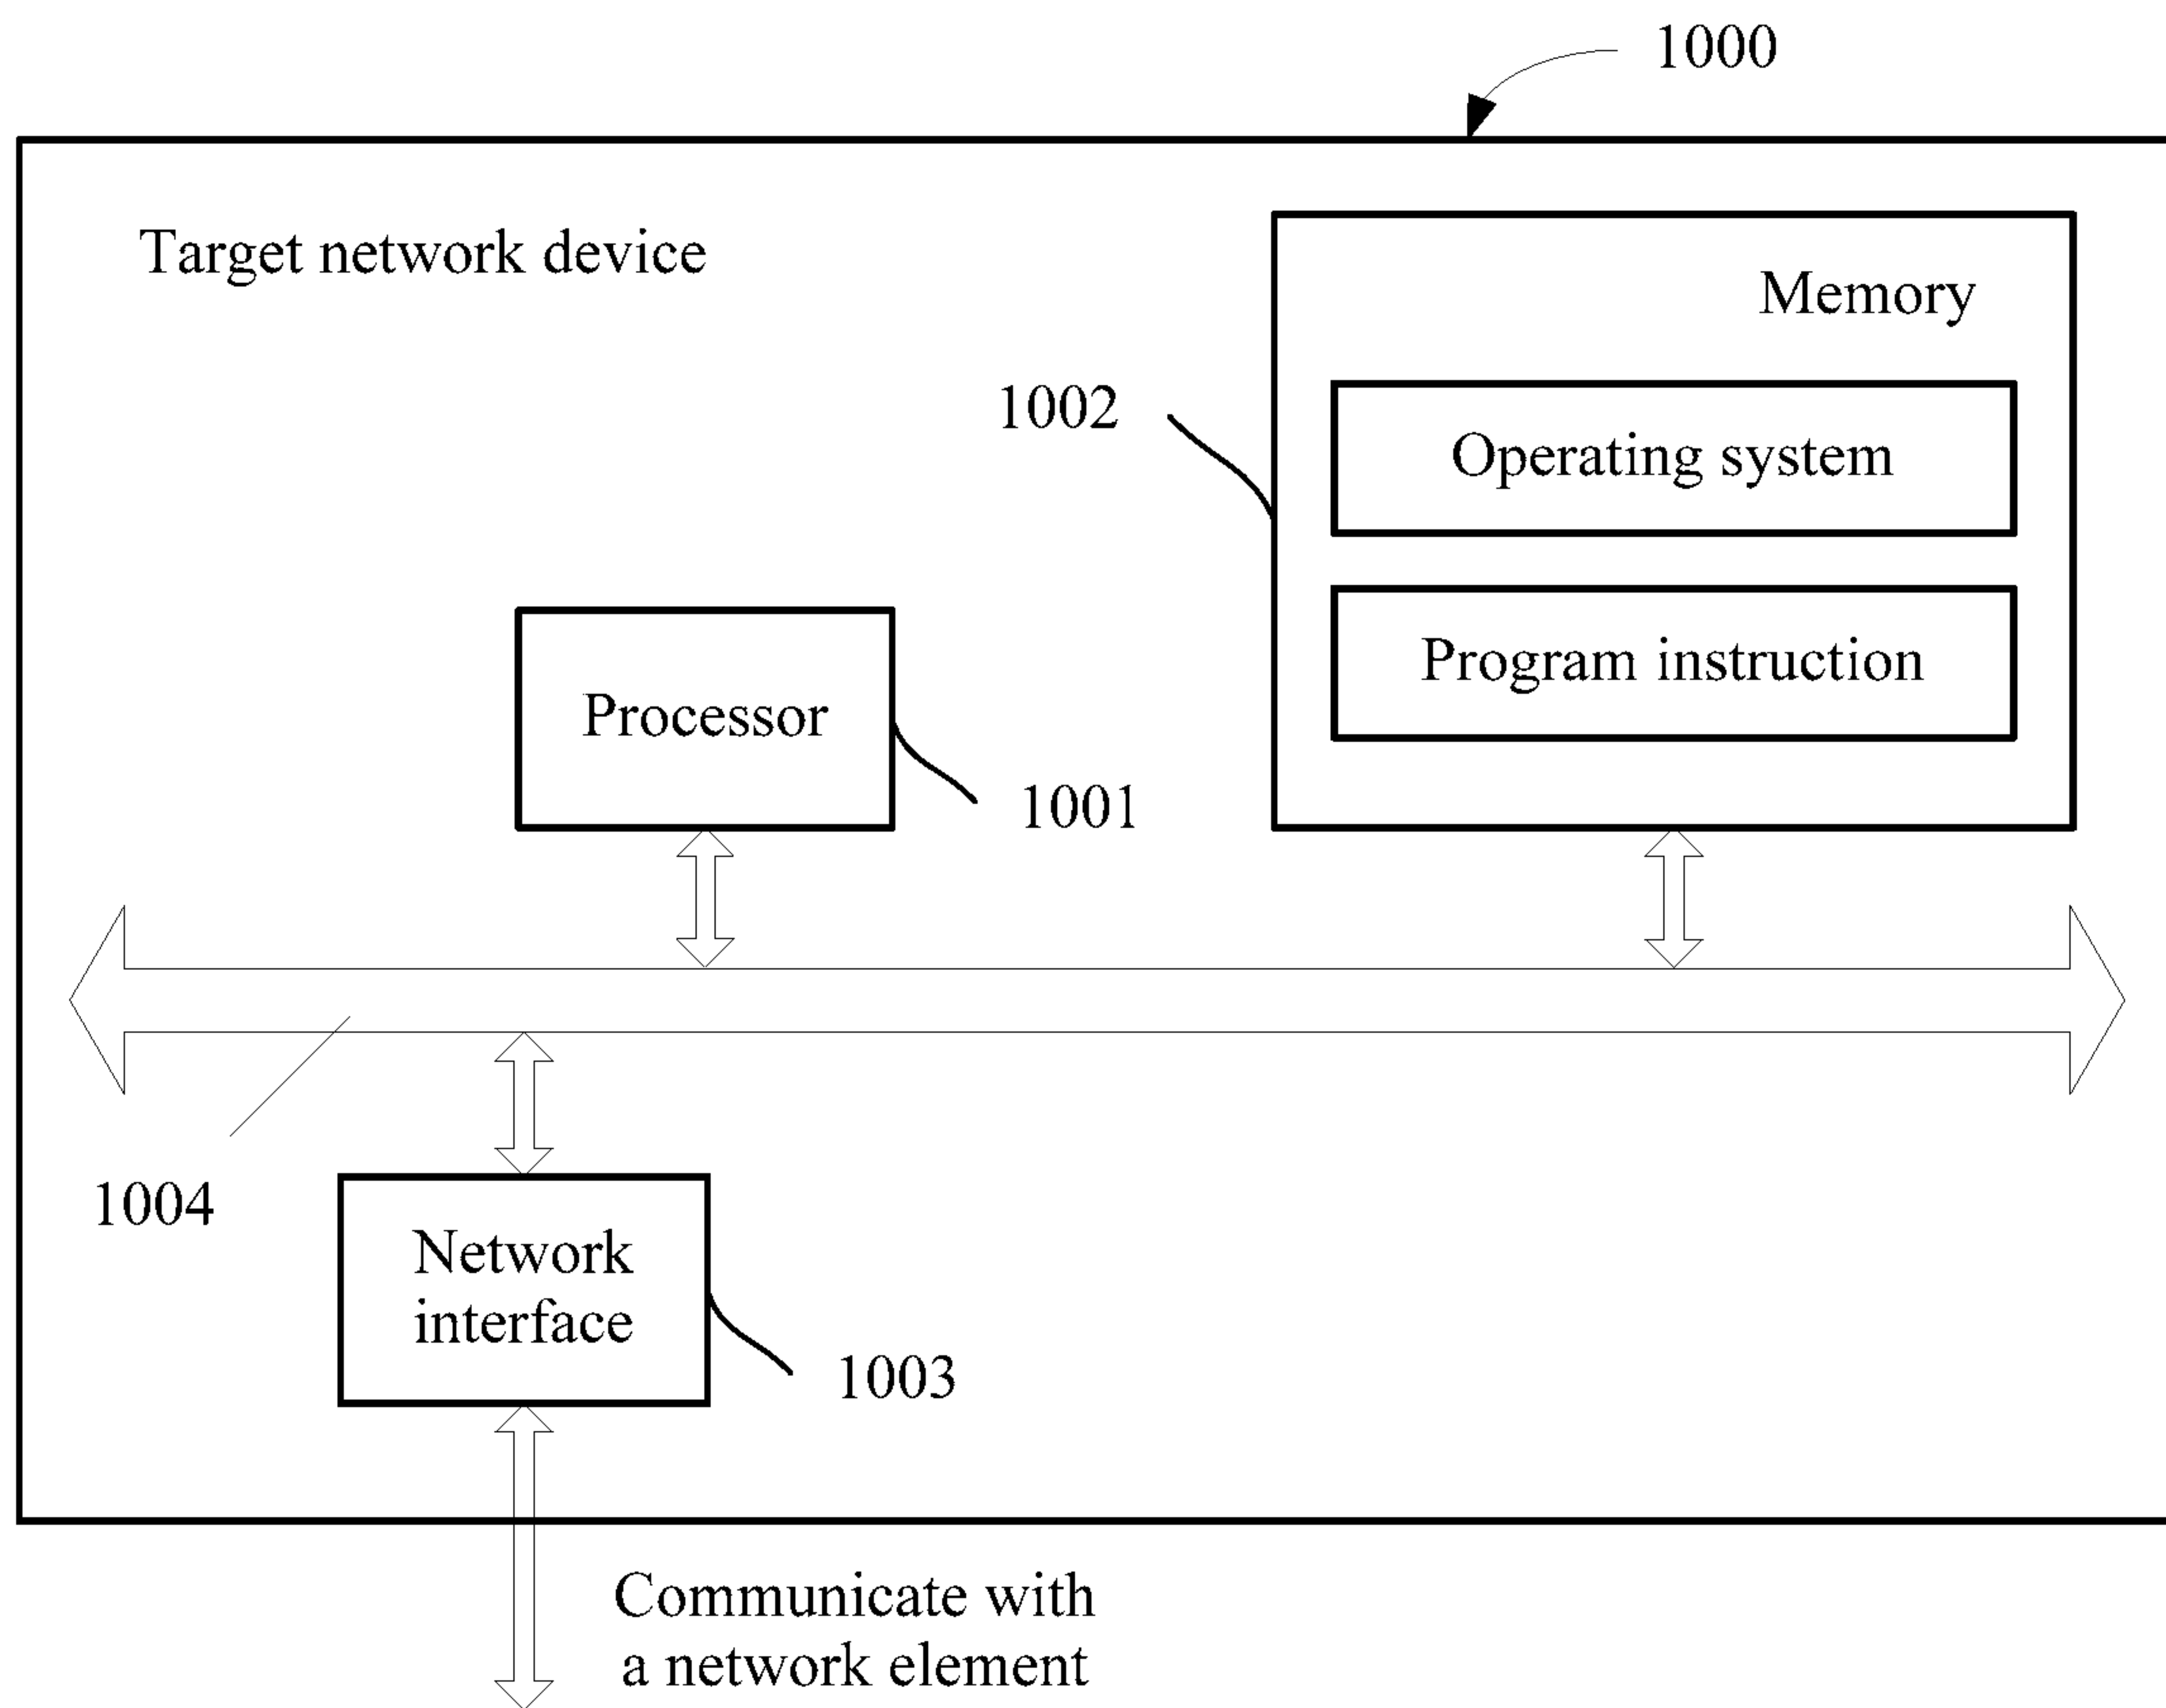 1000
Target network device
Memory
1002
Operating system
Program instruction
Processor
1001
1004
Network
interface
1003
Communicate with
a network element